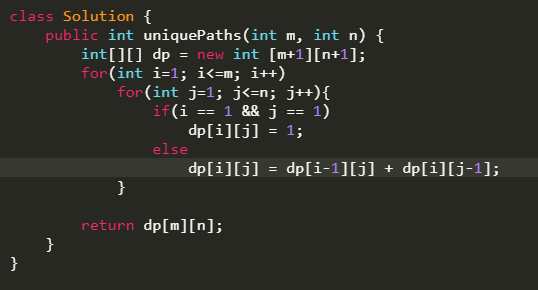 class Solution {
    public int uniquePaths(int m, int n) {
        int[][] dp = new int [m+1][n+1];
        for(int i=1; i<=m; i++)
            for(int j=1; j<=n; j++){
                if(i == 1 && j == 1)
                    dp[i][j] = 1;
                else
                    dp[i][j] = dp[i-1][j] + dp[i][j-1];
            }
        return dp[m][n];
    }
}